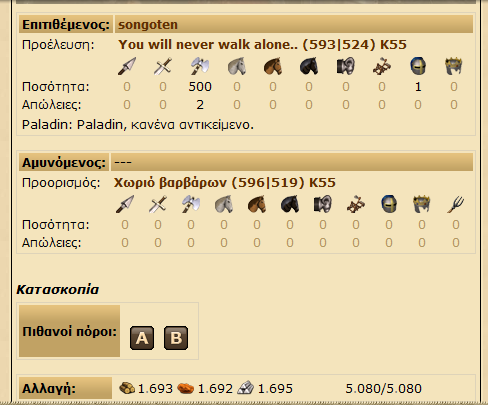 Επιτιθέμενος: songoten
Προέλευση: You will never walk alone.. (593|524) K55
Ποσότητα: 0 0 500 0 0 0 0 0 1 0
Απώλειες: 0 0 2 0 0 0 0 0 0 0
Paladin: Paladin, κανένα αντικείμενο.
Αμυνόμενος: ---
Προορισμός: Χωριό βαρβάρων (596|519) K55
Ποσότητα: 0 0 0 0 0 0 0 0 0 0 0
Απώλειες: 0 0 0 0 0 0 0 0 0 0 0
Κατασκοπία
Πιθανοί πόροι: A B
Αλλαγή: 1.693 1.692 1.695 5.080/5.080